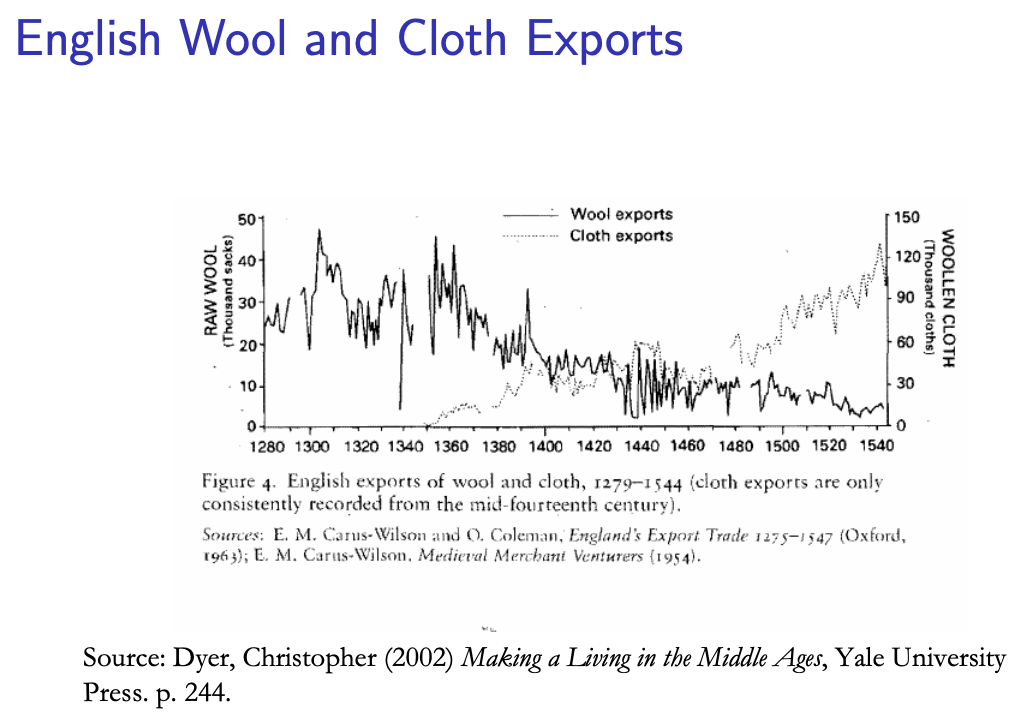 English Wool and Cloth Exports
Wool exports
Cloth exports
RAW WOOL
(Thousand sacks)
50
40
30
20
10
0
150
120
90
60
30
0
WOOLLEN CLOTH
(Thousand cloths)
1280 1300 1320 1340 1360 1380 1400 1420 1440 1460 1480 1500 1520 1540
Figure 4. English exports of wool and cloth, 1279–1544 (cloth exports are only
consistently recorded from the mid-fourteenth century).
Sources: E. M. Carus-Wilson and O. Coleman, England's Export Trade 1275–1547 (Oxford,
1963); E. M. Carus-Wilson, Medieval Merchant Venturers (1954).
Source: Dyer, Christopher (2002) Making a Living in the Middle Ages, Yale University
Press. p. 244.